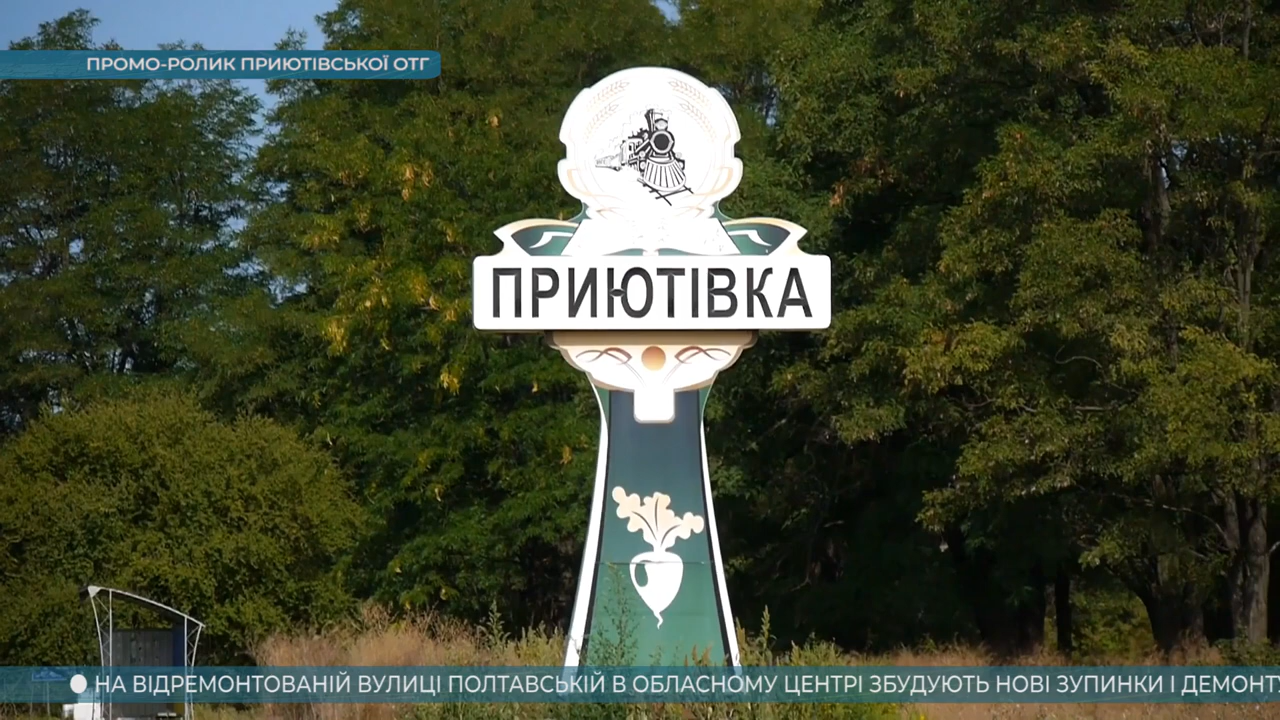 ПРОМО-РОЛИК ПРИЮТІВСЬКОЇ ОТГ
ПРИЮТІВКА
НА ВІДРЕМОНТОВАНІЙ ВУЛИЦІ ПОЛТАВСЬКІЙ В ОБЛАСНОМУ ЦЕНТРІ ЗБУДУЮТЬ НОВІ ЗУПИНКИ І